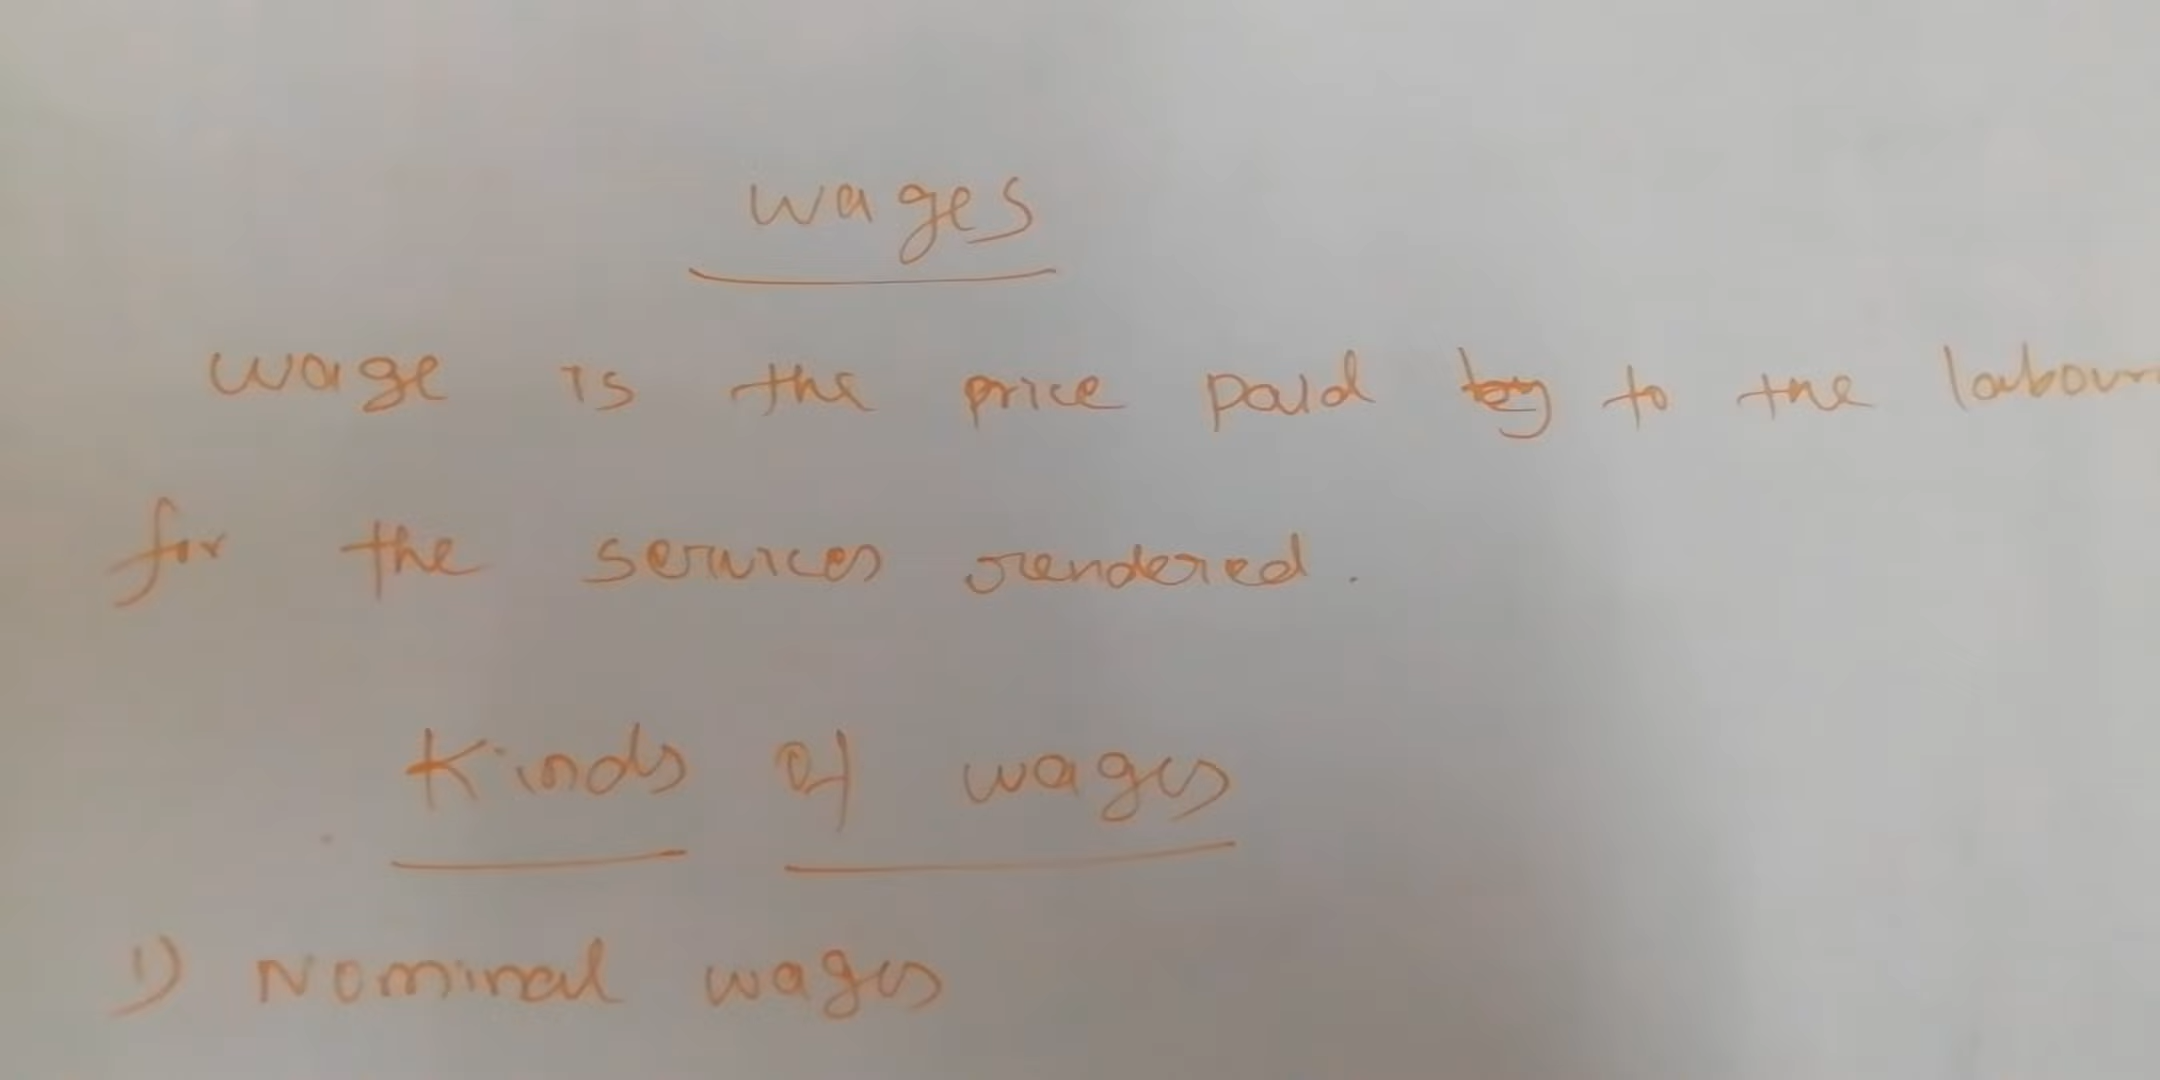 wages
wage is the price paid to the labour
for the services rendered.
Kinds of wages
1) Nominal wages